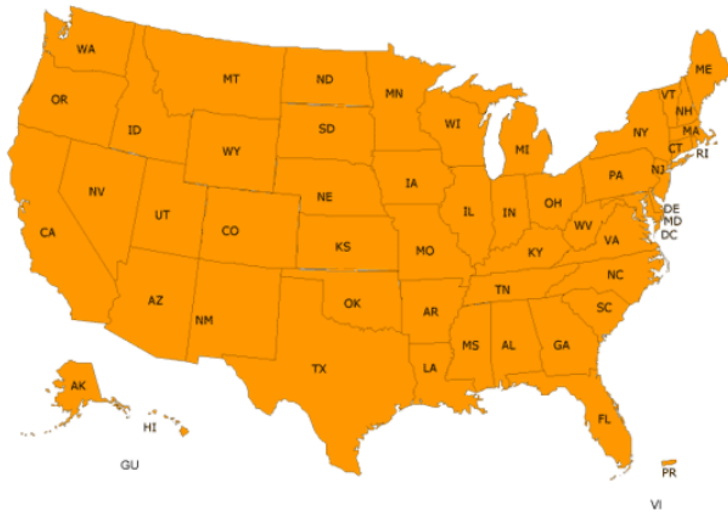 WA
MT
ND
MN
ME
VT
NH
OR
ID
SD
WI
MI
NY
MA
CT
RI
WY
NE
IA
PA
NJ
NV
UT
CO
KS
IL
IN
OH
WV
DE
MD
DC
CA
MO
KY
VA
AZ
NM
OK
AR
TN
NC
SC
TX
LA
MS
AL
GA
AK
HI
FL
GU
PR
VI